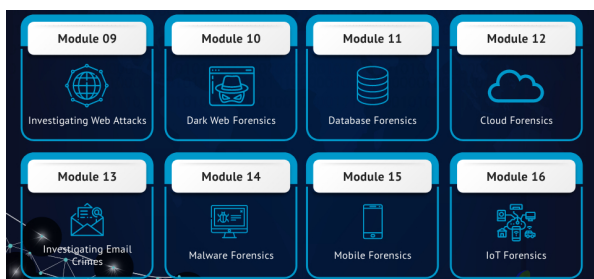 Module 09
Module 10
Module 11
Module 12
Investigating Web Attacks
Dark Web Forensics
Database Forensics
Cloud Forensics
Module 13
Module 14
Module 15
Module 16
Investigating Email
Crimes
Malware Forensics
Mobile Forensics
IoT Forensics